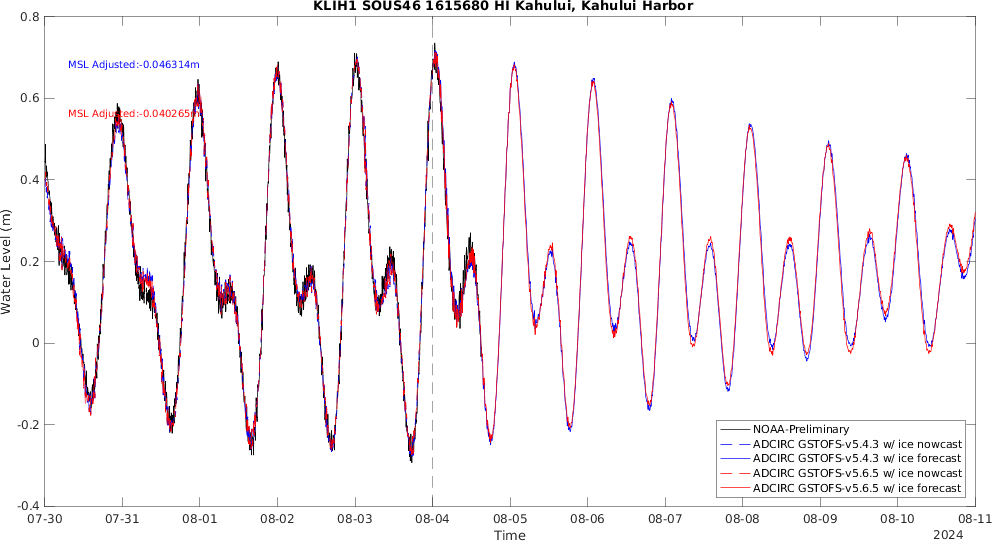 KLIH1 SOUS46 1615680 HI Kahului, Kahului Harbor
0.8
0.6
0.4
0.2
0
-0.2
-0.4
Water Level (m)
MSL Adjusted:-0.046314m
MSL Adjusted:-0.040265m
NOAA-Preliminary
ADCIRC GSTOFS-v5.4.3 w/ ice nowcast
ADCIRC GSTOFS-v5.4.3 w/ ice forecast
ADCIRC GSTOFS-v5.6.5 w/ ice nowcast
ADCIRC GSTOFS-v5.6.5 w/ ice forecast
07-30 07-31 08-01 08-02 08-03 08-04 08-05 08-06 08-07 08-08 08-09 08-10 08-11
Time
2024